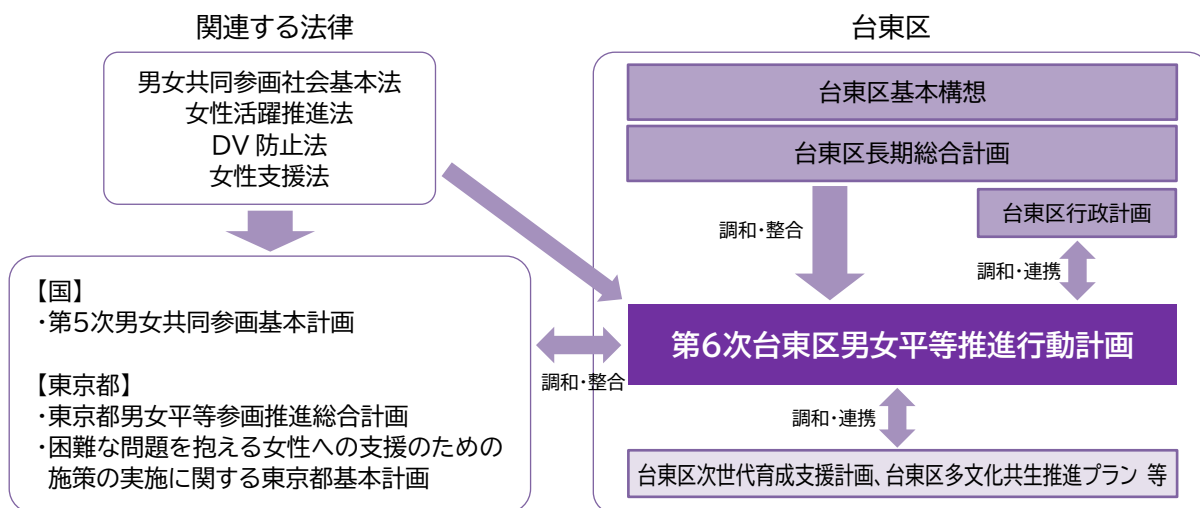 関連する法律
男女共同参画社会基本法
女性活躍推進法
DV 防止法
女性支援法
【国】
・第5次男女共同参画基本計画
【東京都】
・東京都男女平等参画推進総合計画
・困難な問題を抱える女性への支援のための
施策の実施に関する東京都基本計画
調和・整合
台東区
台東区基本構想
台東区長期総合計画
調和・整合
台東区行政計画
調和・連携
第6次台東区男女平等推進行動計画
調和・連携
台東区次世代育成支援計画、台東区多文化共生推進プラン 等